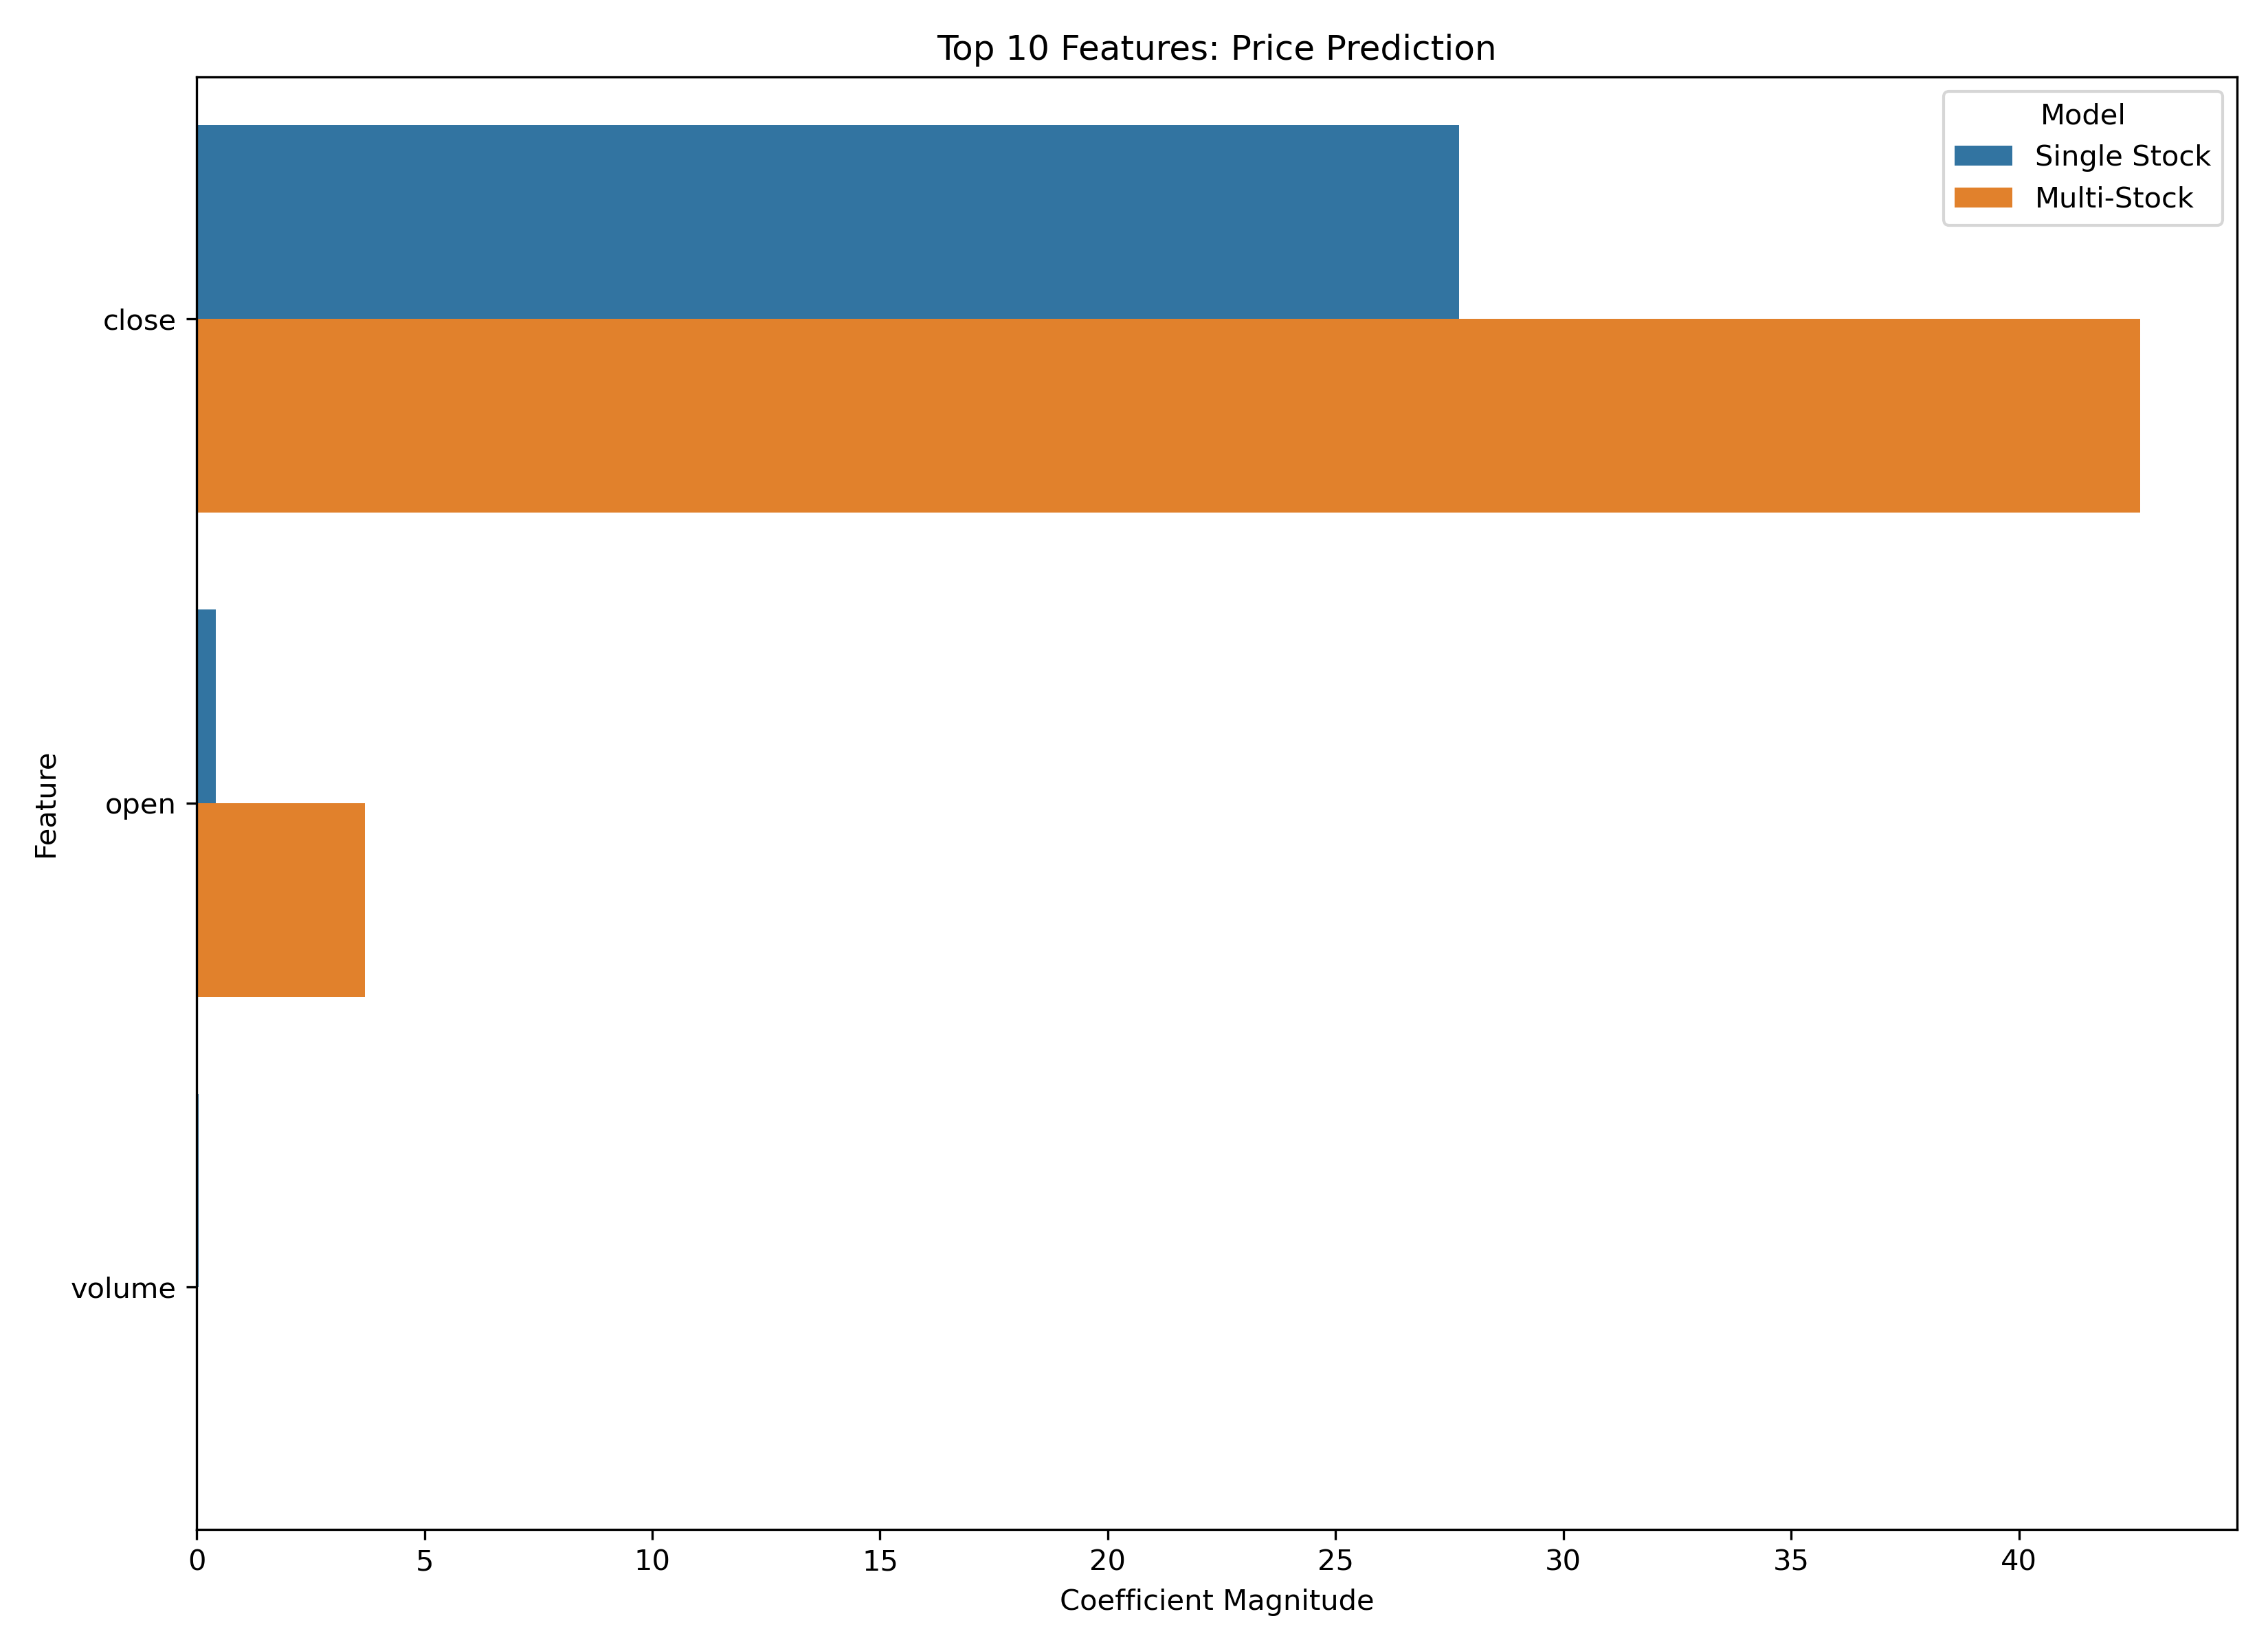 Top 10 Features: Price Prediction
Model
Single Stock
Multi-Stock
close
open
volume
Feature
0 5 10 15 20 25 30 35 40
Coefficient Magnitude